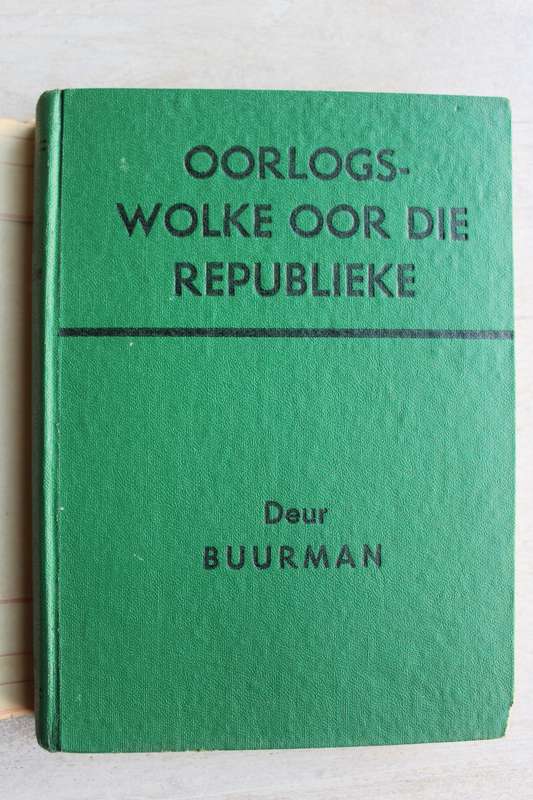 OORLOGS-
WOLKE OOR DIE
REPUBLIEKE
Deur
BUURMAN